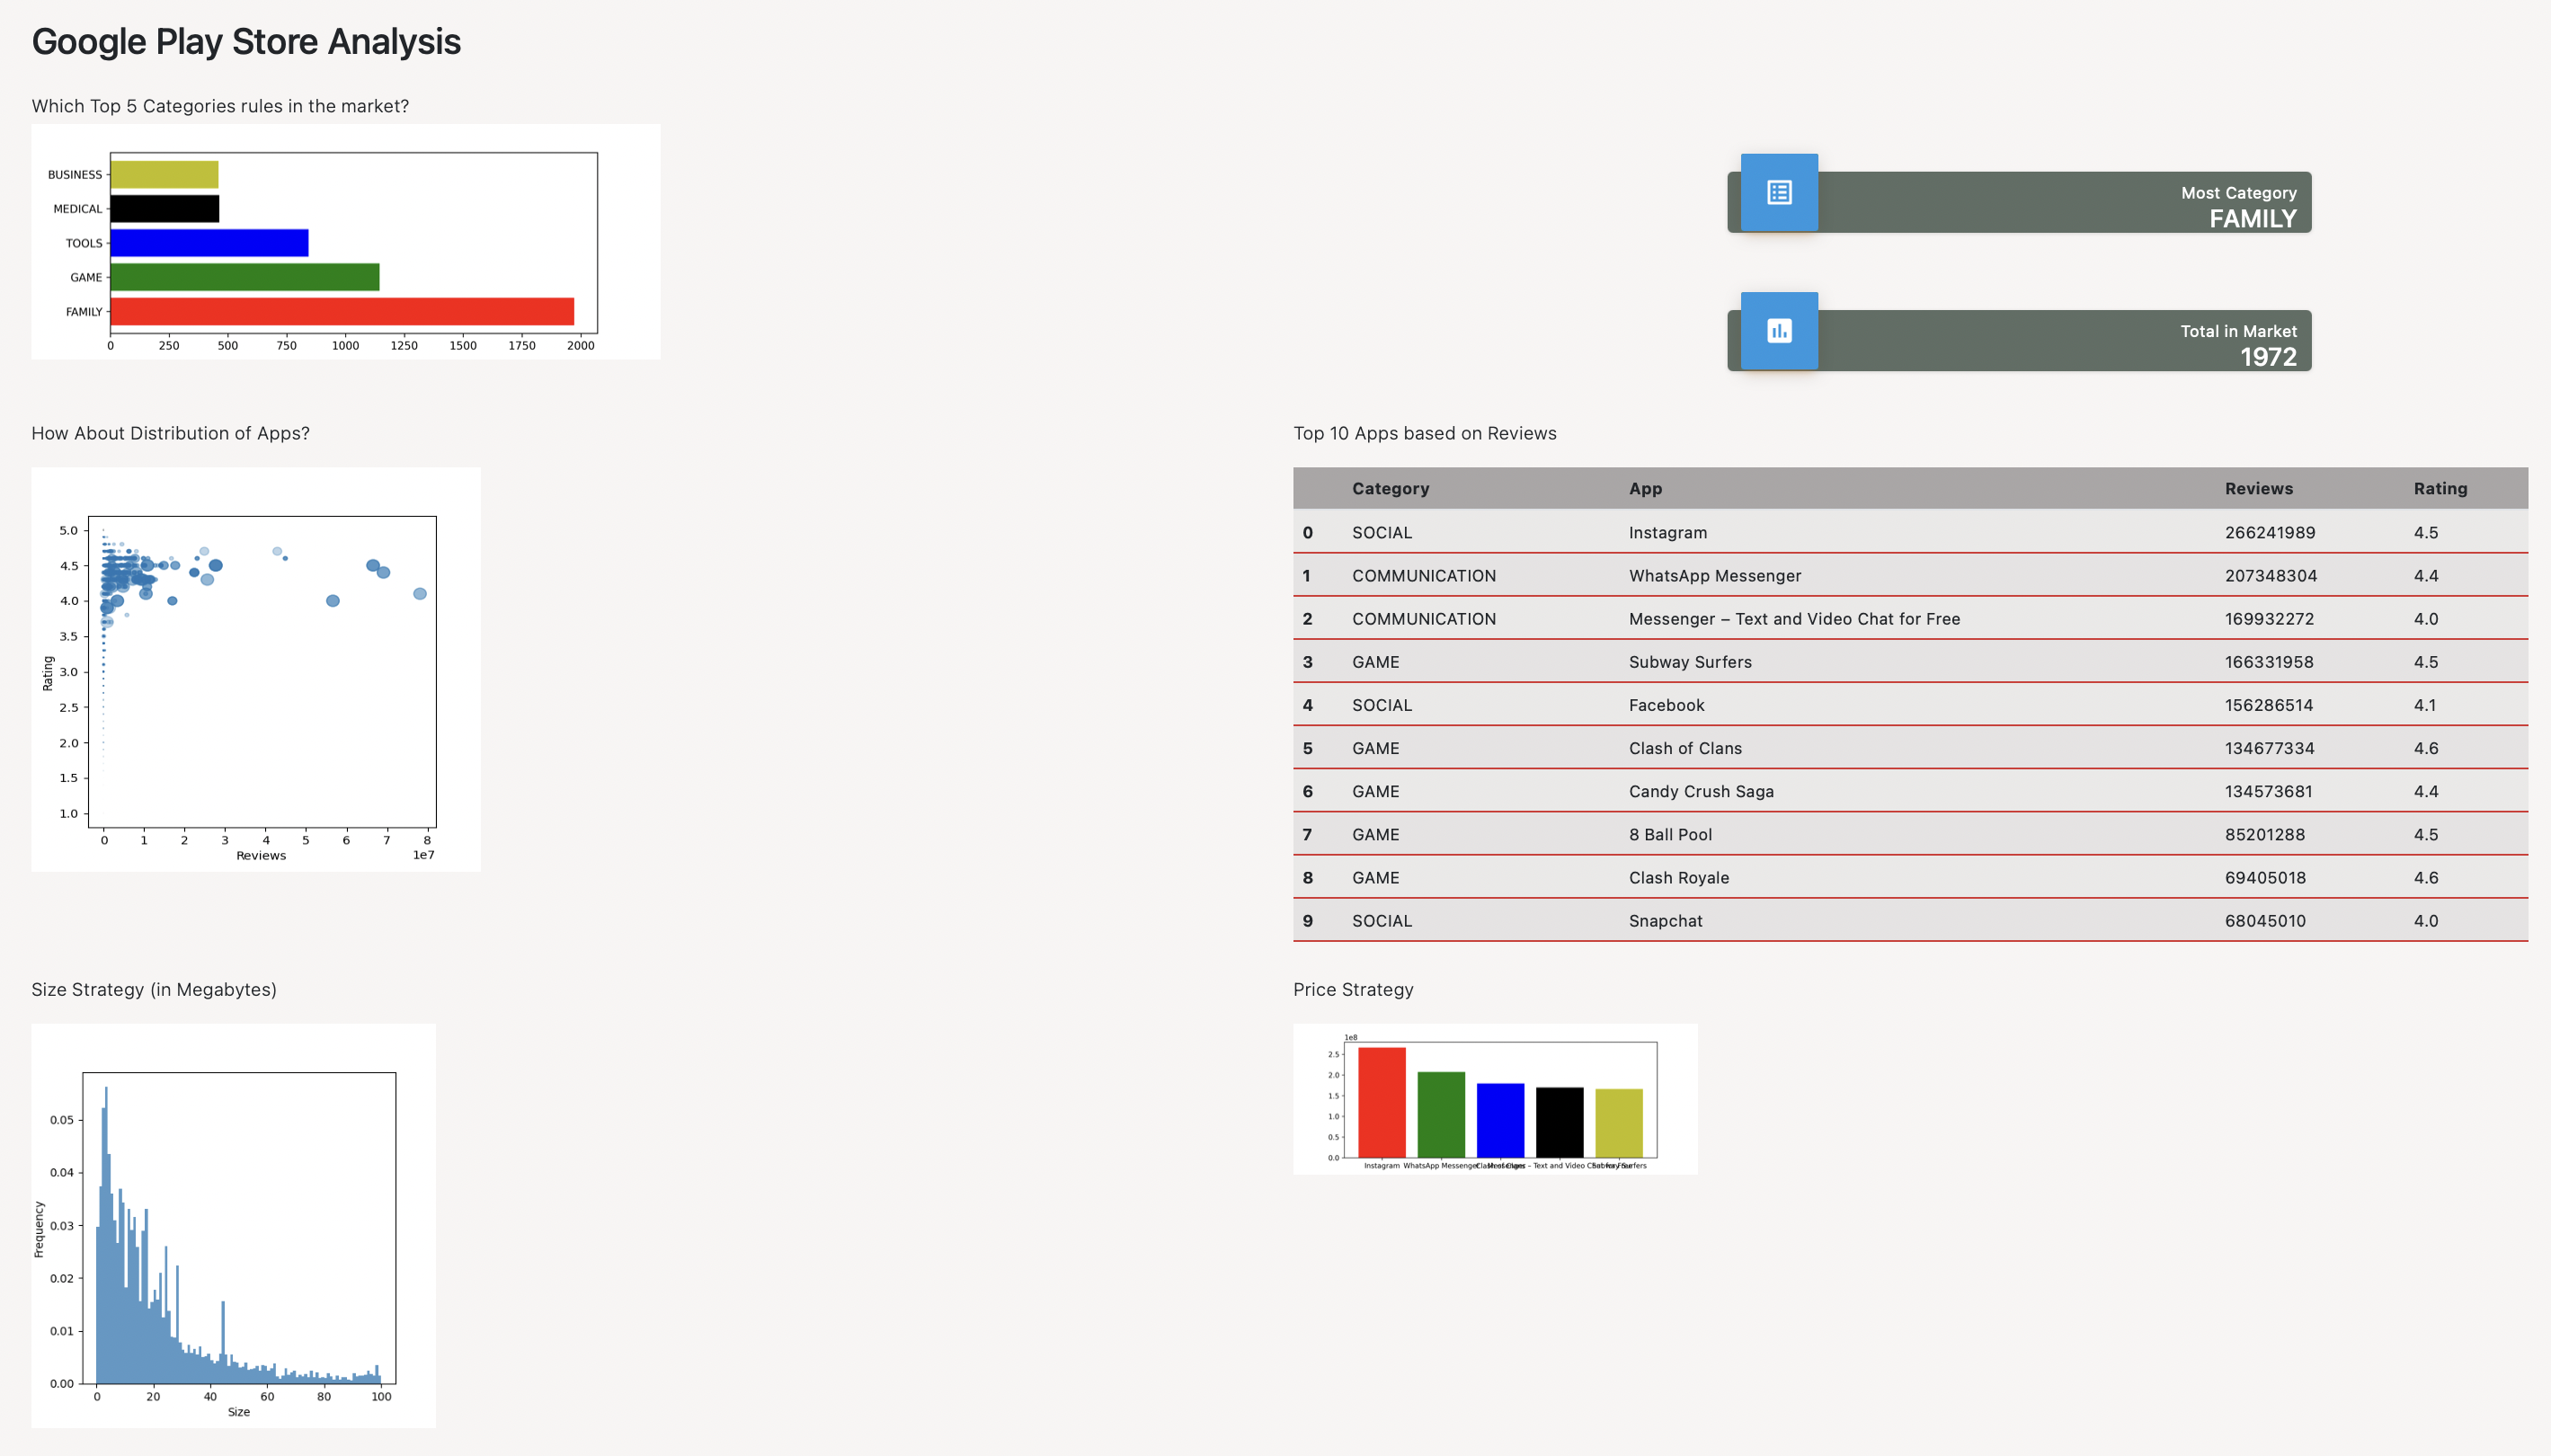 Google Play Store Analysis
Which Top 5 Categories rules in the market?
BUSINESS
MEDICAL
TOOLS
GAME
FAMILY
0 250 500 750 1000 1250 1500 1750 2000
Most Category
FAMILY
Total in Market
1972
How About Distribution of Apps?
5.0
4.5
4.0
3.5
3.0
2.5
2.0
1.5
1.0
Rating
0 1 2 3 4 5 6 7 8
Reviews 1e7
Top 10 Apps based on Reviews
Category App Reviews Rating
0 SOCIAL Instagram 266241989 4.5
1 COMMUNICATION WhatsApp Messenger 207348304 4.4
2 COMMUNICATION Messenger – Text and Video Chat for Free 169932272 4.0
3 GAME Subway Surfers 166331958 4.5
4 SOCIAL Facebook 156286514 4.1
5 GAME Clash of Clans 134677334 4.6
6 GAME Candy Crush Saga 134573681 4.4
7 GAME 8 Ball Pool 85201288 4.5
8 GAME Clash Royale 69405018 4.6
9 SOCIAL Snapchat 68045010 4.0
Size Strategy (in Megabytes)
0.05
0.04
0.03
0.02
0.01
0.00
Frequency
0 20 40 60 80 100
Size
Price Strategy
1e8
2.5
2.0
1.5
1.0
0.5
0.0
Instagram WhatsApp Messenger – Text and Video